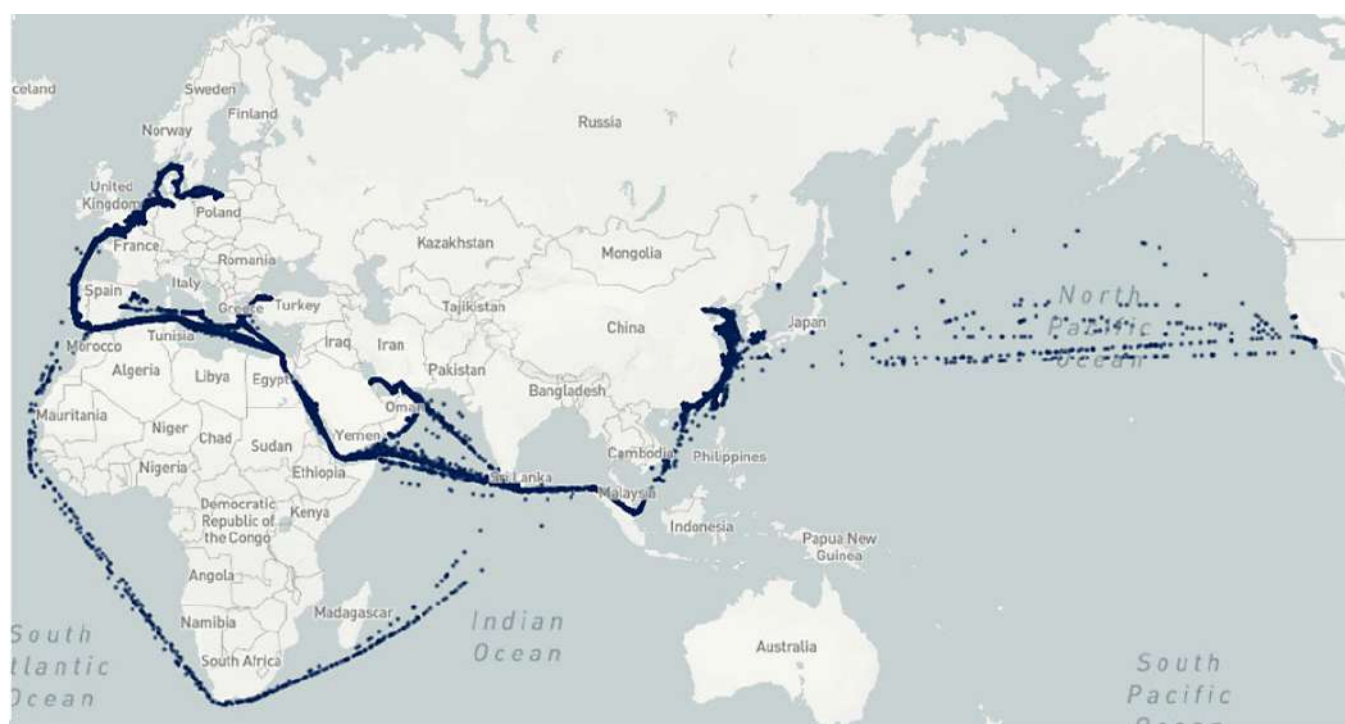 celand
Sweden
Finland
Norway
Russia
United
Kingdom
Poland
France
Kazakhstan
Mongolia
Romania
Italy
Spain
Greece
Turkey
Tajikistan
China
North
Pacific
Ocean
Japan
Tunisia
Morocco
Iraq
Iran
Algeria
Libya
Egypt
Pakistan
Bangladesh
Oman
Mauritania
Niger
Chad
Sudan
Yemen
Cambodia
Philippines
Nigeria
Ethiopia
Sri Lanka
Malaysia
Democratic
Republic of
the Congo
Kenya
Indonesia
Papua New
Guinea
Angola
Madagascar
Namibia
Indian
Ocean
South
tlantic
Ocean
South Africa
Australia
South
Pacific
Ocean